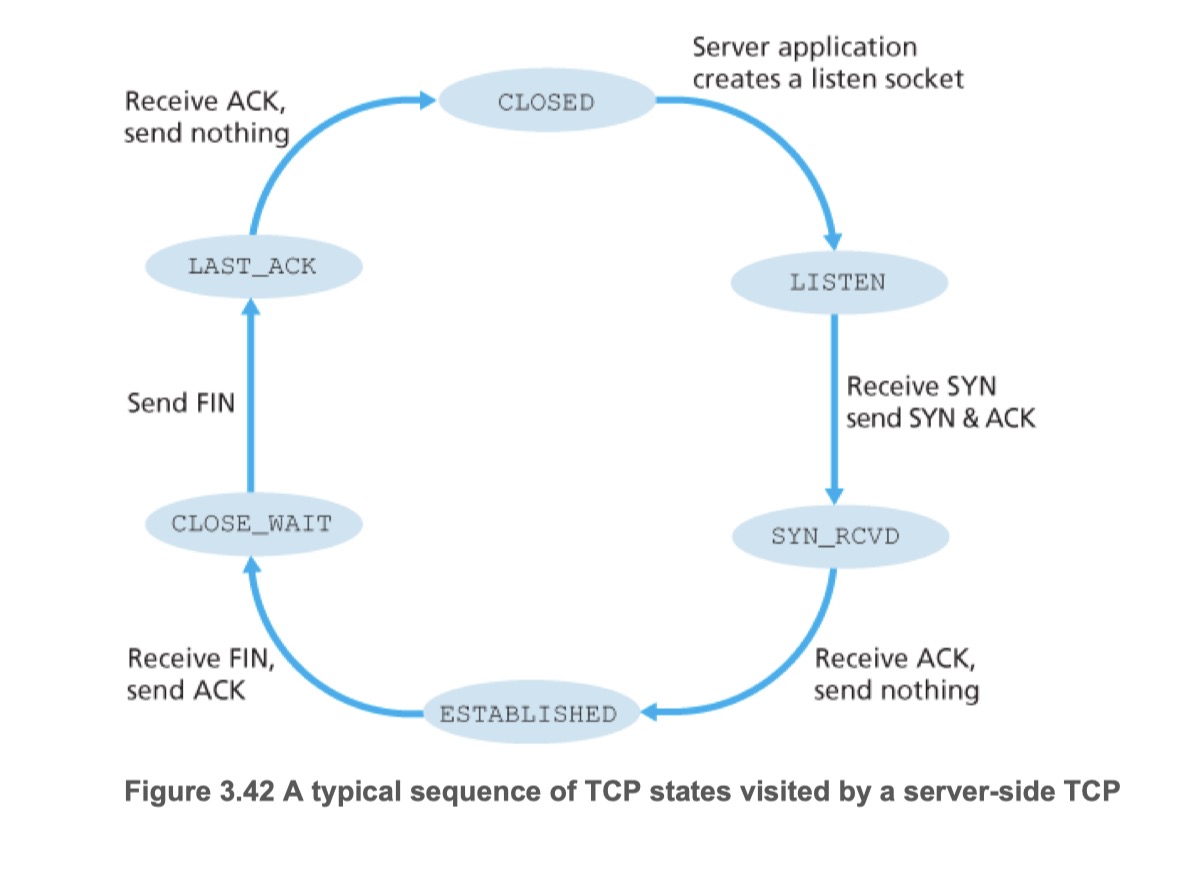 Server application
creates a listen socket
Receive ACK,
send nothing
CLOSED
LAST_ACK
LISTEN
Send FIN
Receive SYN
send SYN & ACK
CLOSE_WAIT
SYN_RCVD
Receive FIN,
send ACK
Receive ACK,
send nothing
ESTABLISHED
Figure 3.42 A typical sequence of TCP states visited by a server-side TCP